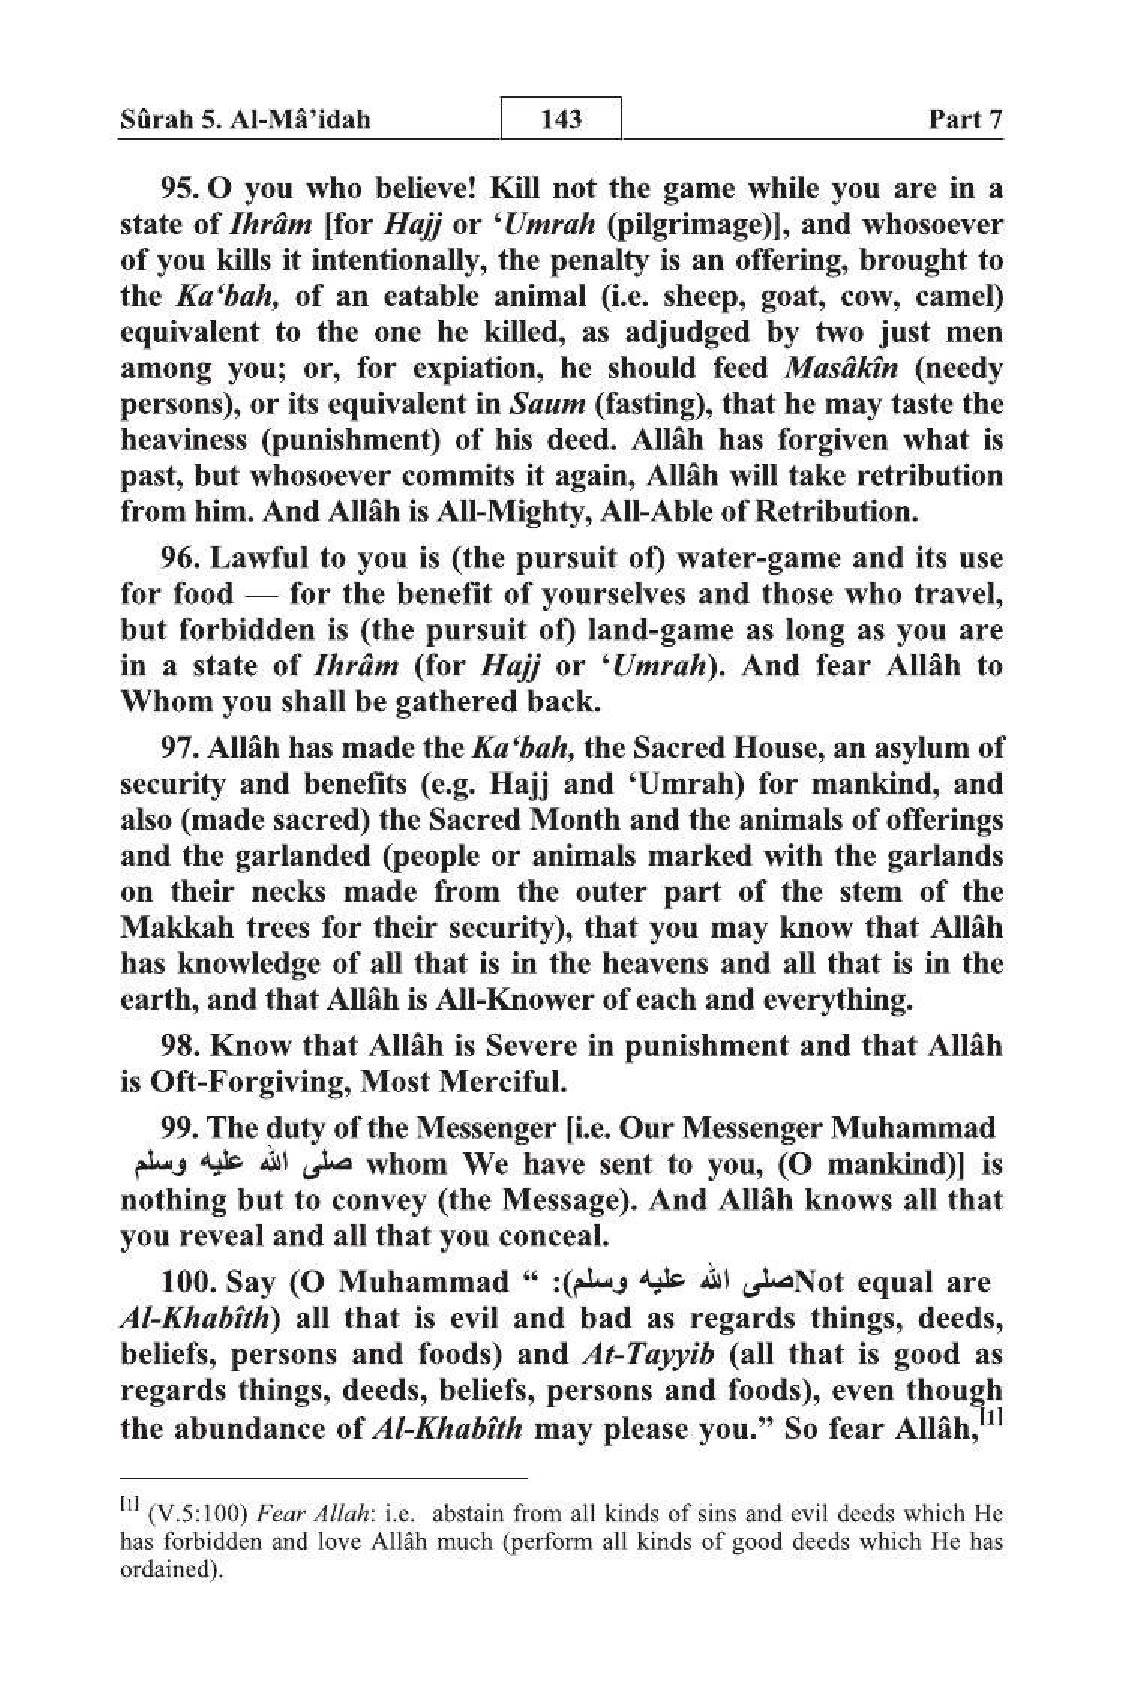 Sûrah 5. Al-Mâ’idah 143 Part 7
95. O you who believe! Kill not the game while you are in a
state of Ihrâm [for Hajj or ‘Umrah (pilgrimage)], and whosoever
of you kills it intentionally, the penalty is an offering, brought to
the Ka‘bah, of an eatable animal (i.e. sheep, goat, cow, camel)
equivalent to the one he killed, as adjudged by two just men
among you; or, for expiation, he should feed Masâkîn (needy
persons), or its equivalent in Saum (fasting), that he may taste the
heaviness (punishment) of his deed. Allâh has forgiven what is
past, but whosoever commits it again, Allâh will take retribution
from him. And Allâh is All-Mighty, All-Able of Retribution.
96. Lawful to you is (the pursuit of) water-game and its use
for food — for the benefit of yourselves and those who travel,
but forbidden is (the pursuit of) land-game as long as you are
in a state of Ihrâm (for Hajj or ‘Umrah). And fear Allâh to
Whom you shall be gathered back.
97. Allâh has made the Ka‘bah, the Sacred House, an asylum of
security and benefits (e.g. Hajj and ‘Umrah) for mankind, and
also (made sacred) the Sacred Month and the animals of offerings
and the garlanded (people or animals marked with the garlands
on their necks made from the outer part of the stem of the
Makkah trees for their security), that you may know that Allâh
has knowledge of all that is in the heavens and all that is in the
earth, and that Allâh is All-Knower of each and everything.
98. Know that Allâh is Severe in punishment and that Allâh
is Oft-Forgiving, Most Merciful.
99. The duty of the Messenger [i.e. Our Messenger Muhammad
صلى الله عليه وسلم whom We have sent to you, (O mankind)] is
nothing but to convey (the Message). And Allâh knows all that
you reveal and all that you conceal.
100. Say (O Muhammad “ :(صلى الله عليه وسلمNot equal are
Al-Khabîth) all that is evil and bad as regards things, deeds,
beliefs, persons and foods) and At-Tayyib (all that is good as
regards things, deeds, beliefs, persons and foods), even though
the abundance of Al-Khabîth may please you.” So fear Allâh,[1]
[1] (V.5:100) Fear Allah: i.e. abstain from all kinds of sins and evil deeds which He
has forbidden and love Allâh much (perform all kinds of good deeds which He has
ordained).